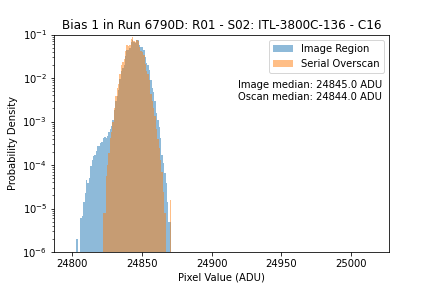 Bias 1 in Run 6790D: R01 - S02: ITL-3800C-136 - C16
Image Region
Serial Overscan
Image median: 24845.0 ADU
Oscan median: 24844.0 ADU
Probability Density
10⁻¹
10⁻²
10⁻³
10⁻⁴
10⁻⁵
10⁻⁶
24800 24850 24900 24950 25000
Pixel Value (ADU)